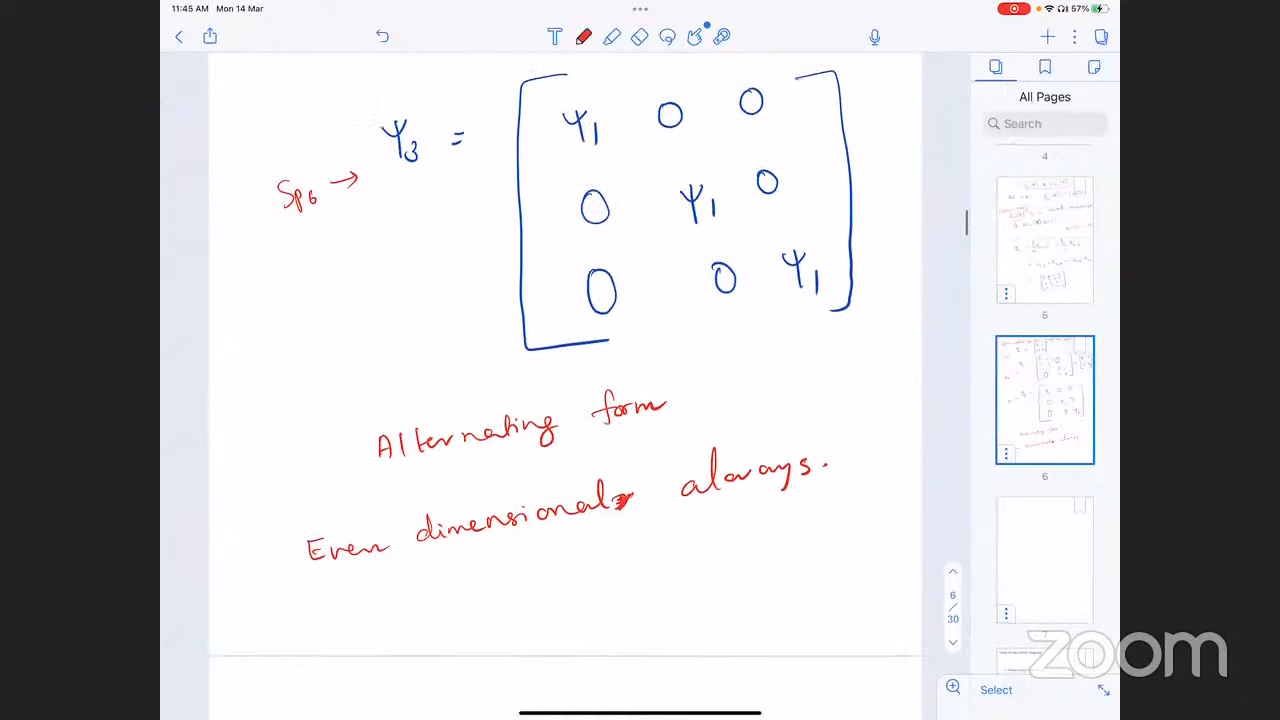 11:45 AM Mon 14 Mar
57%
All Pages
Search
4
5
6
6
/
30
Select
ψ3 = [ ψ1 0 0
Sp6 →
0 ψ1 0
0 0 ψ1 ]
Alternating form
Even dimensional always.
zoom